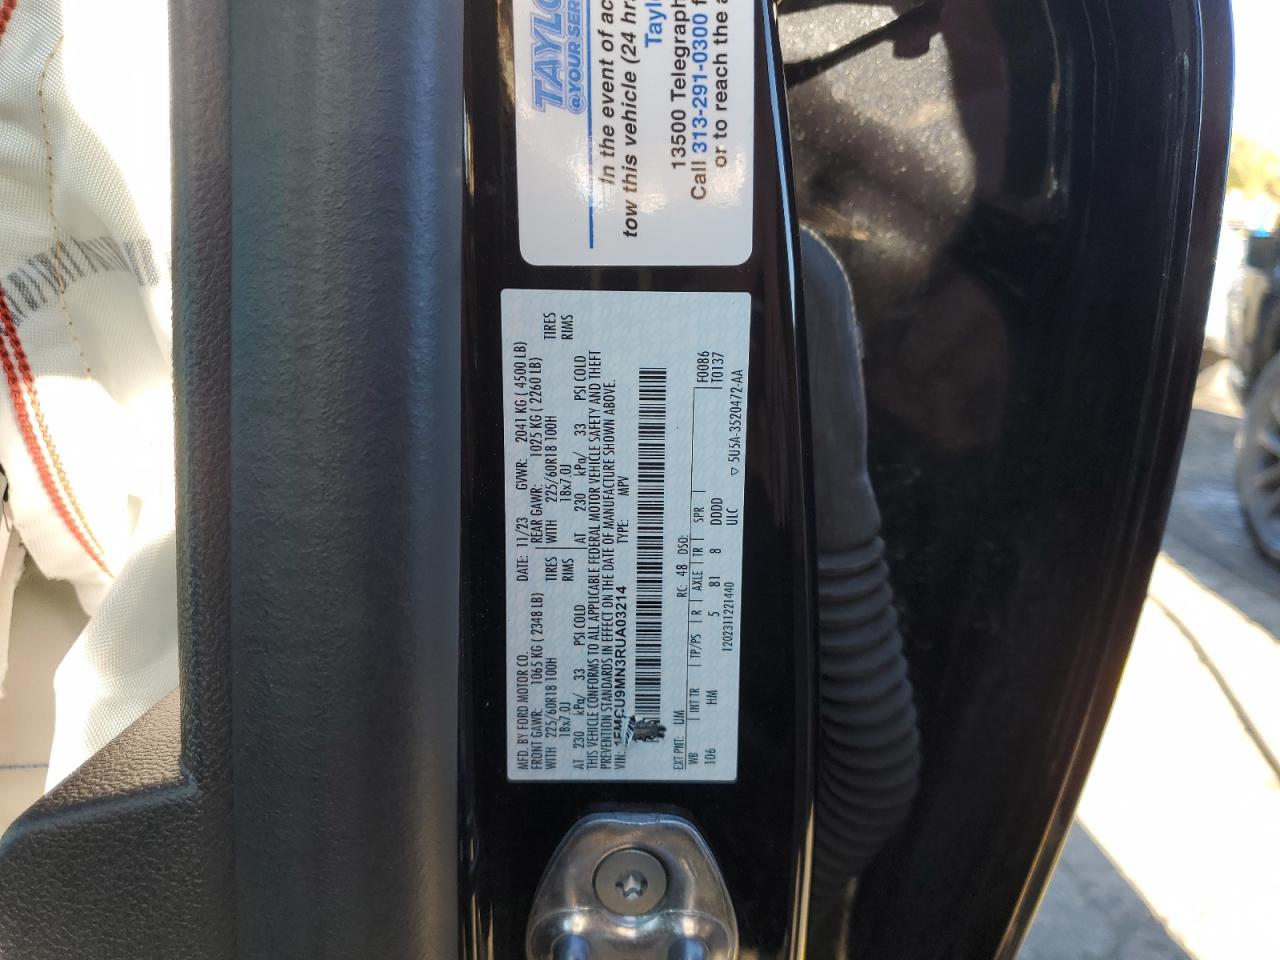 TAYLO
@YOUR SER
In the event of ac
tow this vehicle (24 hr
Taylo
13500 Telegraph
Call 313-291-0300 f
or to reach the a
MFD. BY FORD MOTOR CO. DATE: 11/23 GVWR: 2041 KG ( 4500 LB)
FRONT GAWR: 1065 KG ( 2348 LB) REAR GAWR: 1025 KG ( 2260 LB)
WITH 225/60R18 100H TIRES WITH 225/60R18 100H TIRES
18x7.0J RIMS 18x7.0J RIMS
AT 230 kPa/ 33 PSI COLD AT 230 kPa/ 33 PSI COLD
THIS VEHICLE CONFORMS TO ALL APPLICABLE FEDERAL MOTOR VEHICLE SAFETY AND THEFT
PREVENTION STANDARDS IN EFFECT ON THE DATE OF MANUFACTURE SHOWN ABOVE.
VIN: 1FMCU9MN3RUA03214 TYPE: MPV
EXT PNT: UM RC: 48 DSO:
WB INT TR TP/PS R AXLE TR SPR F0086
106 HM 5 81 8 DDDD T0137
1202311221440 ULC ▽ 5U5A-3520472-AA